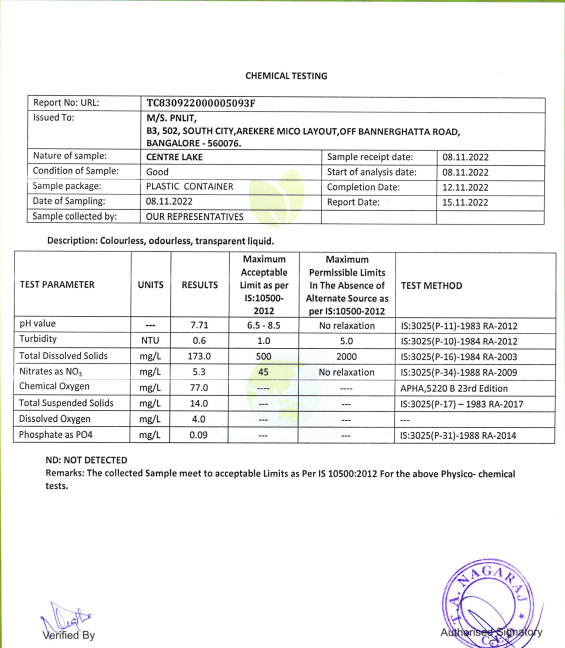 CHEMICAL TESTING
Report No: URL: TC830922000005093F
Issued To: M/S. PNLIT,
B3, 502, SOUTH CITY,AREKERE MICO LAYOUT,OFF BANNERGHATTA ROAD,
BANGALORE - 560076.
Nature of sample: CENTRE LAKE Sample receipt date: 08.11.2022
Condition of Sample: Good Start of analysis date: 08.11.2022
Sample package: PLASTIC CONTAINER Completion Date: 12.11.2022
Date of Sampling: 08.11.2022 Report Date: 15.11.2022
Sample collected by: OUR REPRESENTATIVES
Description: Colourless, odourless, transparent liquid.
TEST PARAMETER UNITS RESULTS Maximum Acceptable Limit as per IS:10500-2012 Maximum Permissible Limits In The Absence of Alternate Source as per IS:10500-2012 TEST METHOD
pH value --- 7.71 6.5 - 8.5 No relaxation IS:3025(P-11)-1983 RA-2012
Turbidity NTU 0.6 1.0 5.0 IS:3025(P-10)-1984 RA-2012
Total Dissolved Solids mg/L 173.0 500 2000 IS:3025(P-16)-1984 RA-2003
Nitrates as NO₃ mg/L 5.3 45 No relaxation IS:3025(P-34)-1988 RA-2009
Chemical Oxygen mg/L 77.0 ---- ---- APHA,5220 B 23rd Edition
Total Suspended Solids mg/L 14.0 --- --- IS:3025(P-17) – 1983 RA-2017
Dissolved Oxygen mg/L 4.0 --- --- ---
Phosphate as PO4 mg/L 0.09 --- --- IS:3025(P-31)-1988 RA-2014
ND: NOT DETECTED
Remarks: The collected Sample meet to acceptable Limits as Per IS 10500:2012 For the above Physico- chemical
tests.
T.A. NAGARAJ
Verified By Authorised Signatory